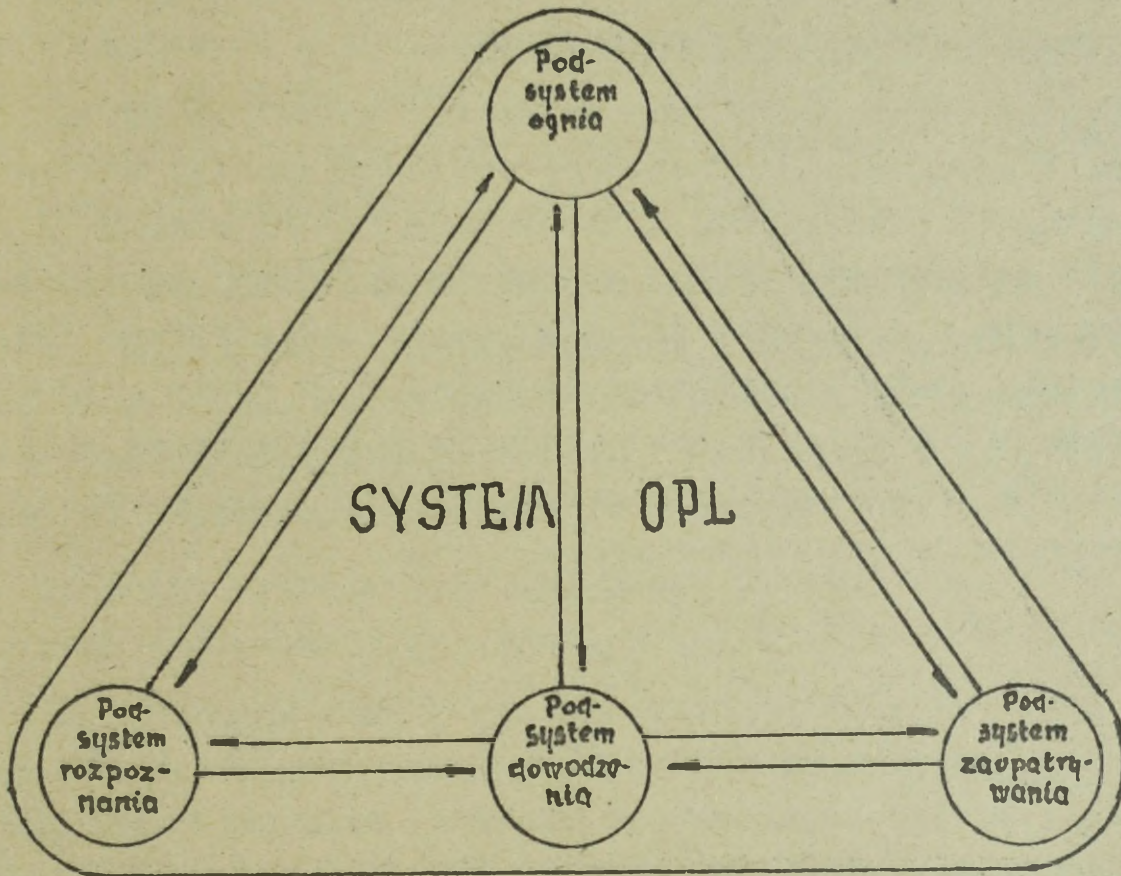 Pod-
system
ognia
SYSTEM OPL
Pod-
system
rozpoz-
nania
Pod-
system
dowodze-
nia
Pod-
system
zaopatry-
wania